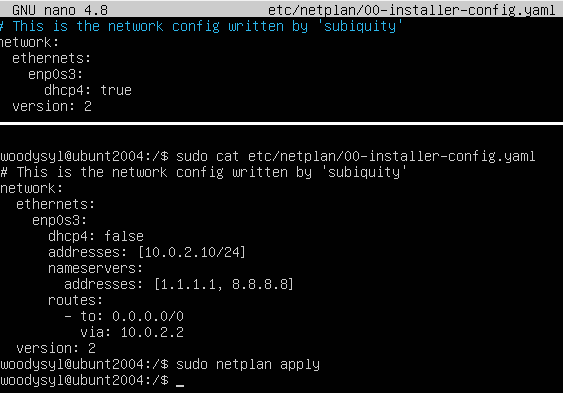 GNU nano 4.8 etc/netplan/00-installer-config.yaml
# This is the network config written by 'subiquity'
network:
  ethernets:
    enp0s3:
      dhcp4: true
  version: 2
woodysyl@ubunt2004:/$ sudo cat etc/netplan/00-installer-config.yaml
# This is the network config written by 'subiquity'
network:
  ethernets:
    enp0s3:
      dhcp4: false
      addresses: [10.0.2.10/24]
      nameservers:
        addresses: [1.1.1.1, 8.8.8.8]
      routes:
        - to: 0.0.0.0/0
          via: 10.0.2.2
  version: 2
woodysyl@ubunt2004:/$ sudo netplan apply
woodysyl@ubunt2004:/$ _